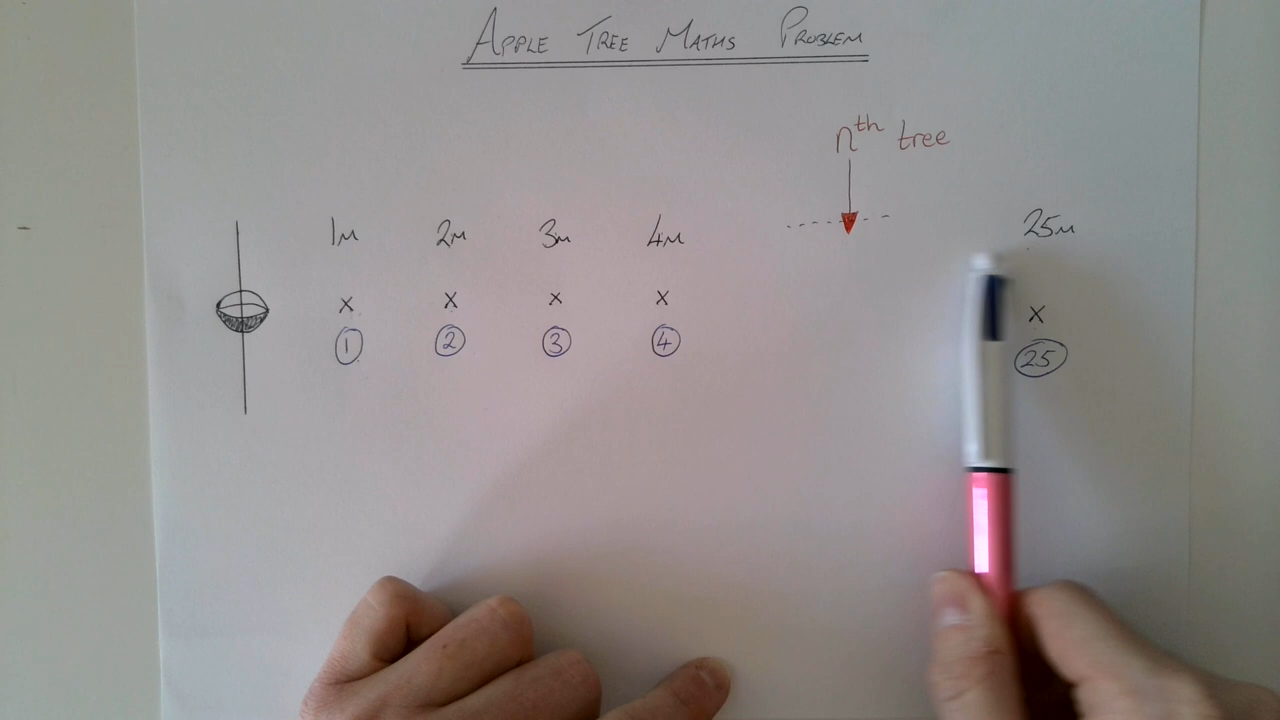 APPLE TREE MATHS PROBLEM
nth tree
1m 2m 3m 4m 25m
x x x x x
1 2 3 4 25